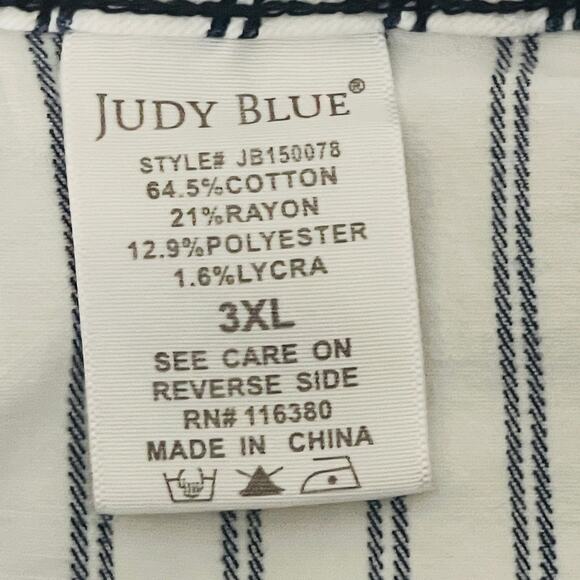 JUDY BLUE®
STYLE# JB150078
64.5%COTTON
21%RAYON
12.9%POLYESTER
1.6%LYCRA
3XL
SEE CARE ON
REVERSE SIDE
RN# 116380
MADE IN CHINA